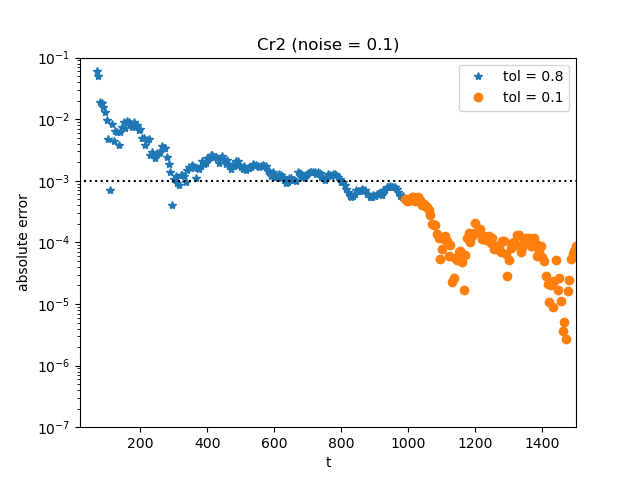 Cr2 (noise = 0.1)
tol = 0.8
tol = 0.1
absolute error
10⁻¹
10⁻²
10⁻³
10⁻⁴
10⁻⁵
10⁻⁶
10⁻⁷
200 400 600 800 1000 1200 1400
t